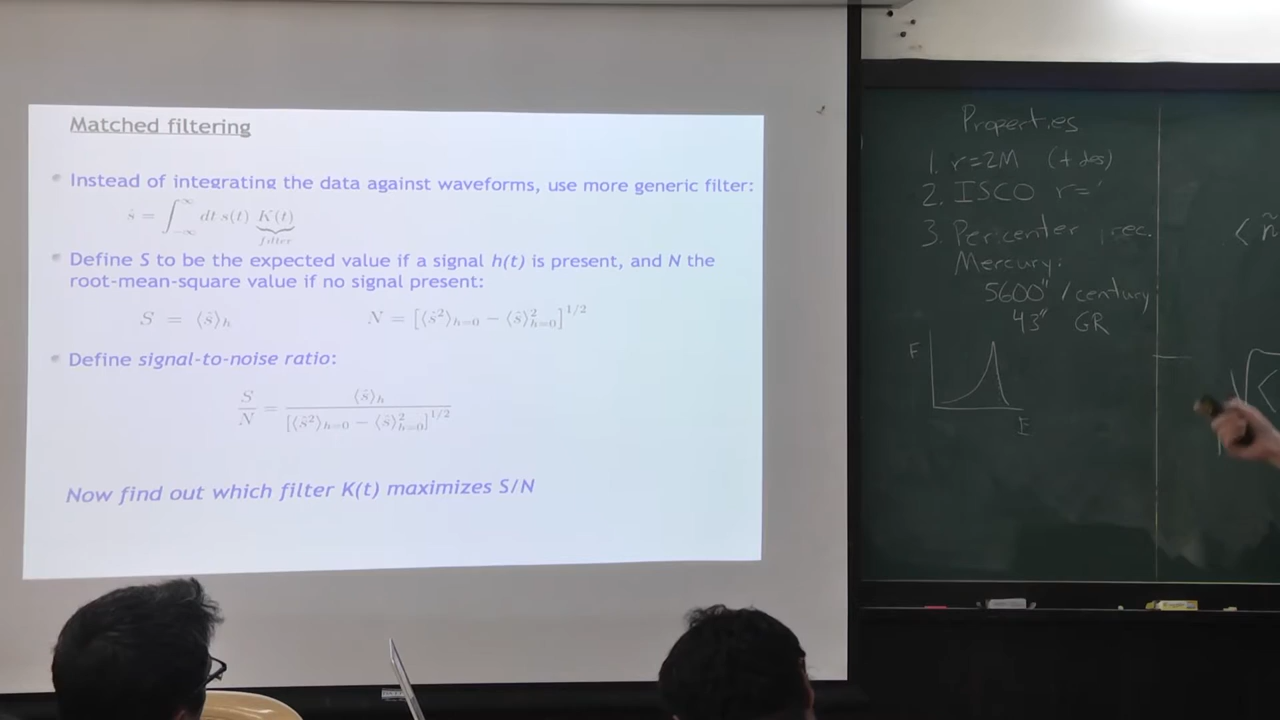 Matched filtering
Instead of integrating the data against waveforms, use more generic filter:
ŝ = ∫_{-∞}^{∞} dt s(t) K(t)
filter
Define S to be the expected value if a signal h(t) is present, and N the
root-mean-square value if no signal present:
S = ⟨ŝ⟩_h N = [⟨ŝ²⟩_{h=0} − ⟨ŝ⟩²_{h=0}]^{1/2}
Define signal-to-noise ratio:
S/N = ⟨ŝ⟩_h / [⟨ŝ²⟩_{h=0} − ⟨ŝ⟩²_{h=0}]^{1/2}
Now find out which filter K(t) maximizes S/N
Properties
1. r=2M
2. ISCO r=
3. Pericenter
Mercury:
5600" / century
43" GR
F
E